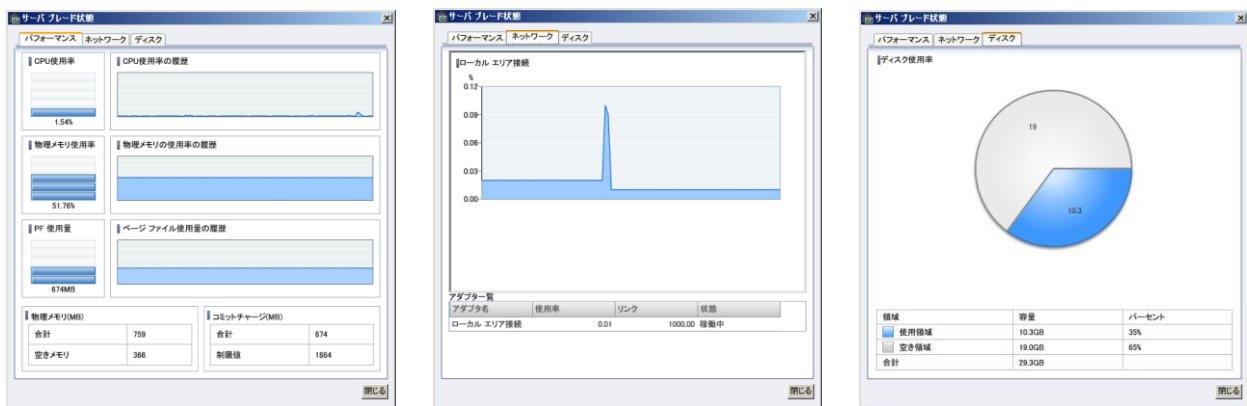 サーバ ブレード状態
パフォーマンス ネットワーク ディスク
CPU使用率
CPU使用率の履歴
1.54%
物理メモリ使用率
物理メモリの使用率の履歴
51.76%
PF 使用量
ページ ファイル使用量の履歴
674MB
物理メモリ(MB)
合計 759
空きメモリ 366
コミットチャージ(MB)
合計 674
制限値 1864
閉じる
サーバ ブレード状態
パフォーマンス ネットワーク ディスク
ローカル エリア接続
%
0.12
0.09
0.06
0.03
0.00
アダプタ一覧
アダプタ名 使用率 リンク 状態
ローカル エリア接続 0.01 1000.00 稼働中
閉じる
サーバ ブレード状態
パフォーマンス ネットワーク ディスク
ディスク使用率
19
10.3
領域 容量 パーセント
使用領域 10.3GB 35%
空き領域 19.0GB 65%
合計 29.3GB
閉じる